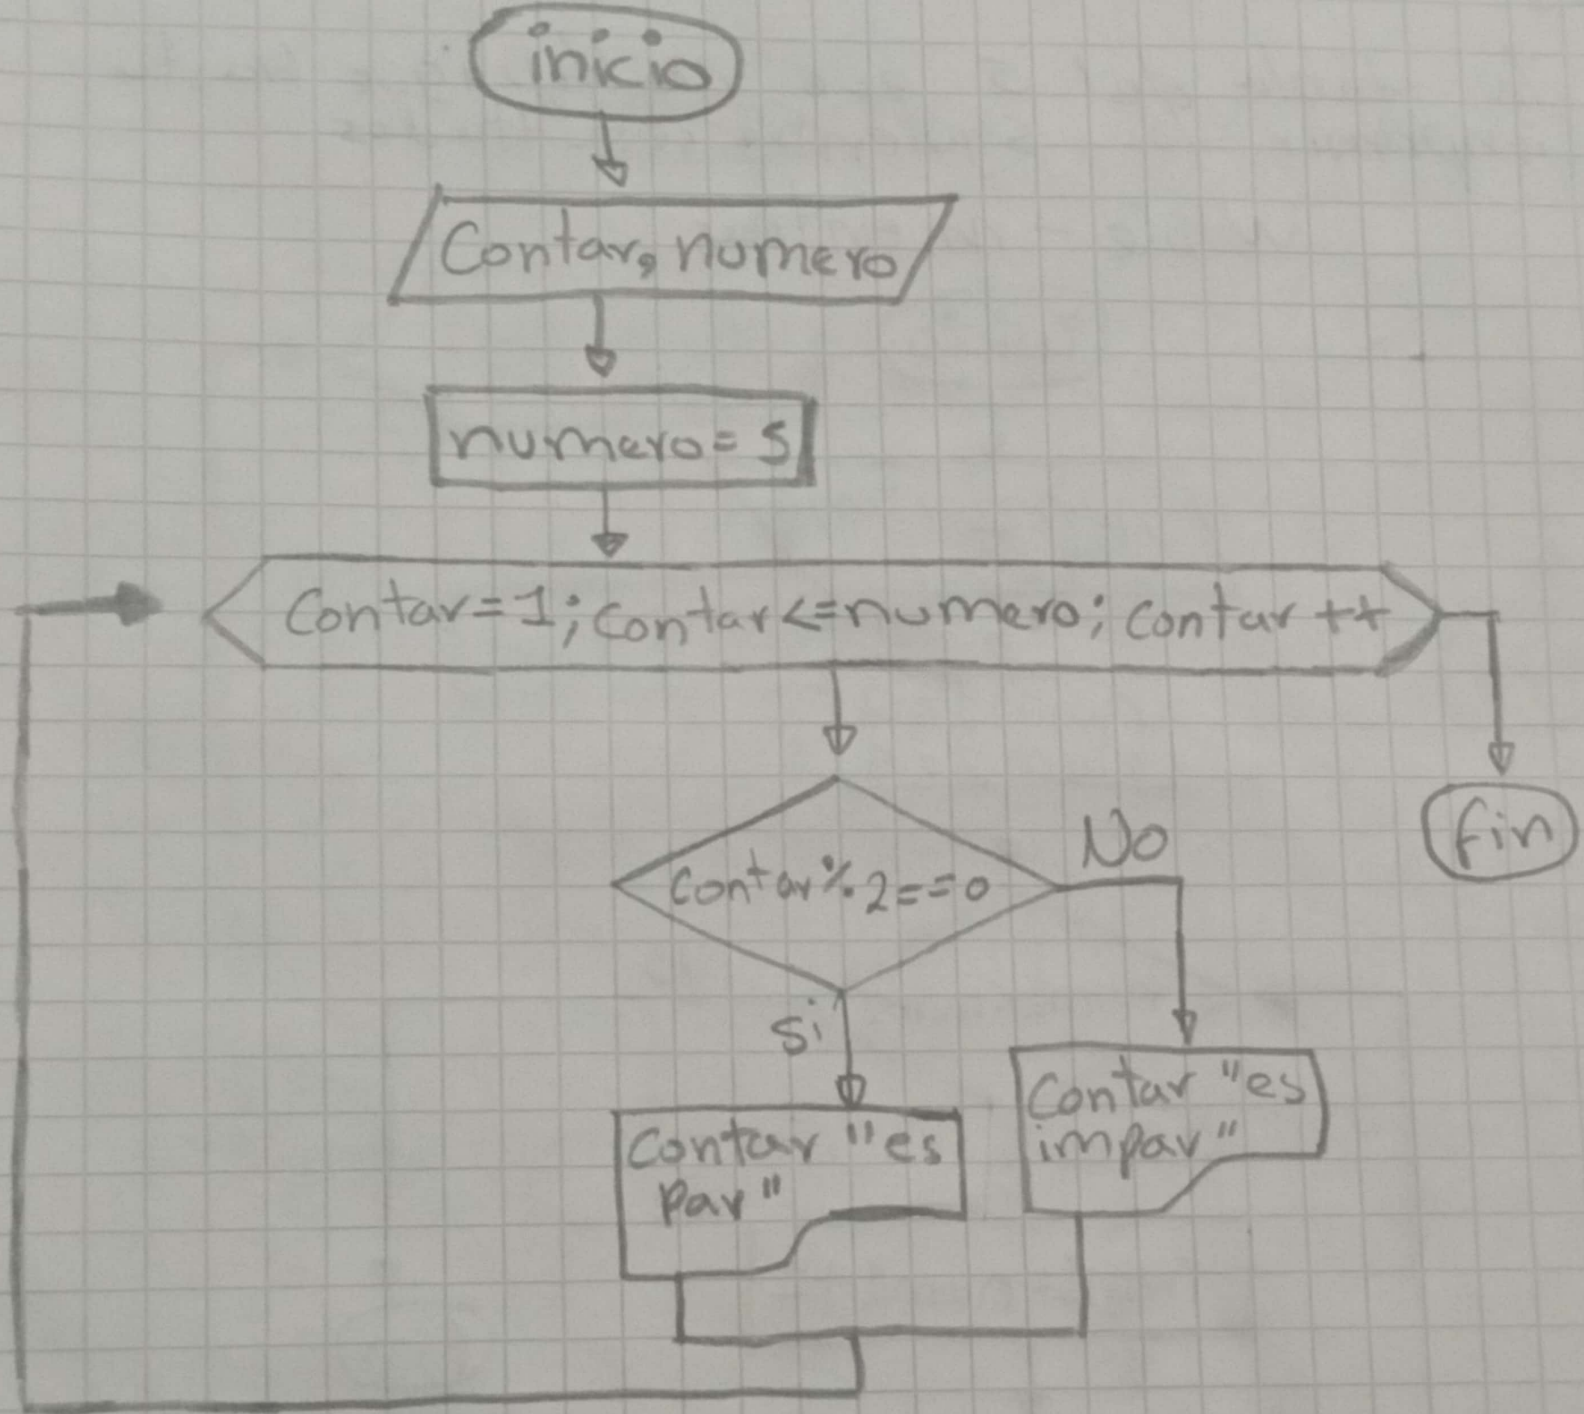 inicio
Contar, numero
numero = 5
Contar=1; contar <=numero; contar ++
Contar % 2 == 0
No
fin
si
Contar "es
impar"
Contar "es
par"